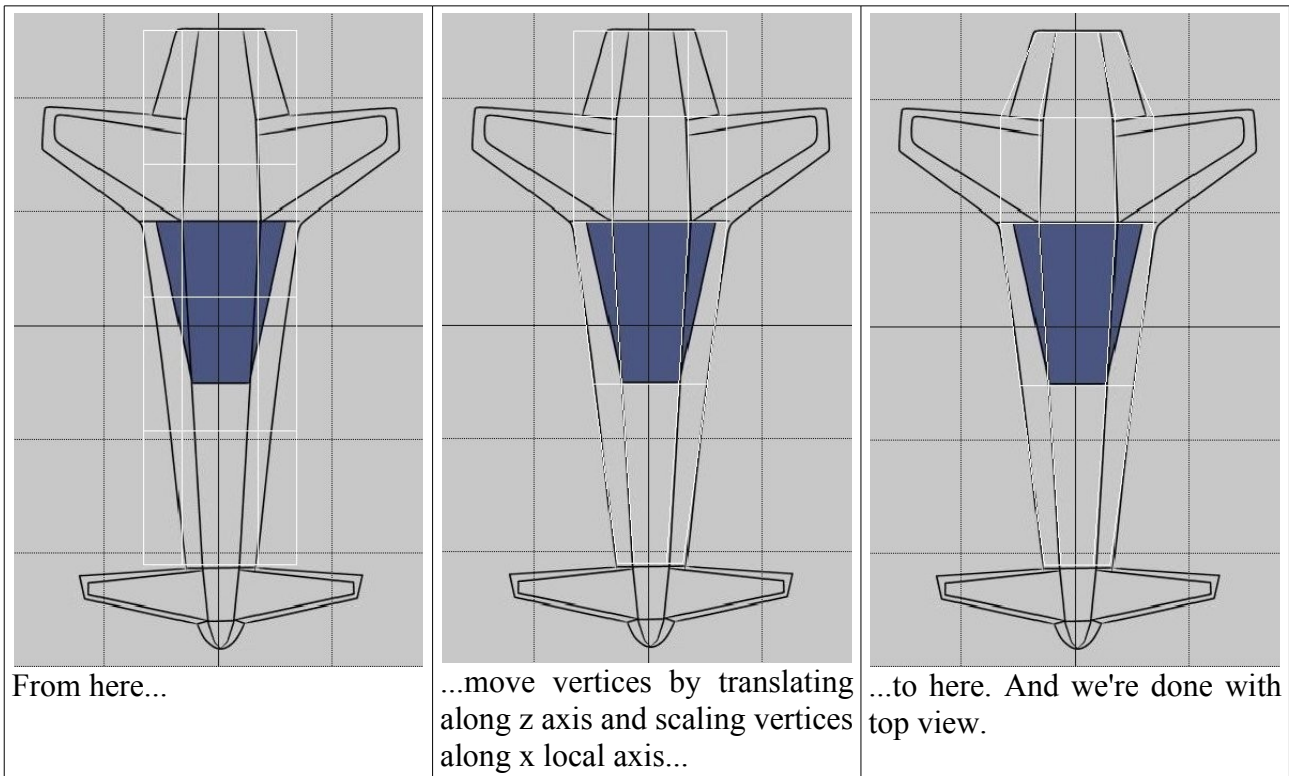 From here...
...move vertices by translating
along z axis and scaling vertices
along x local axis...
...to here. And we're done with
top view.